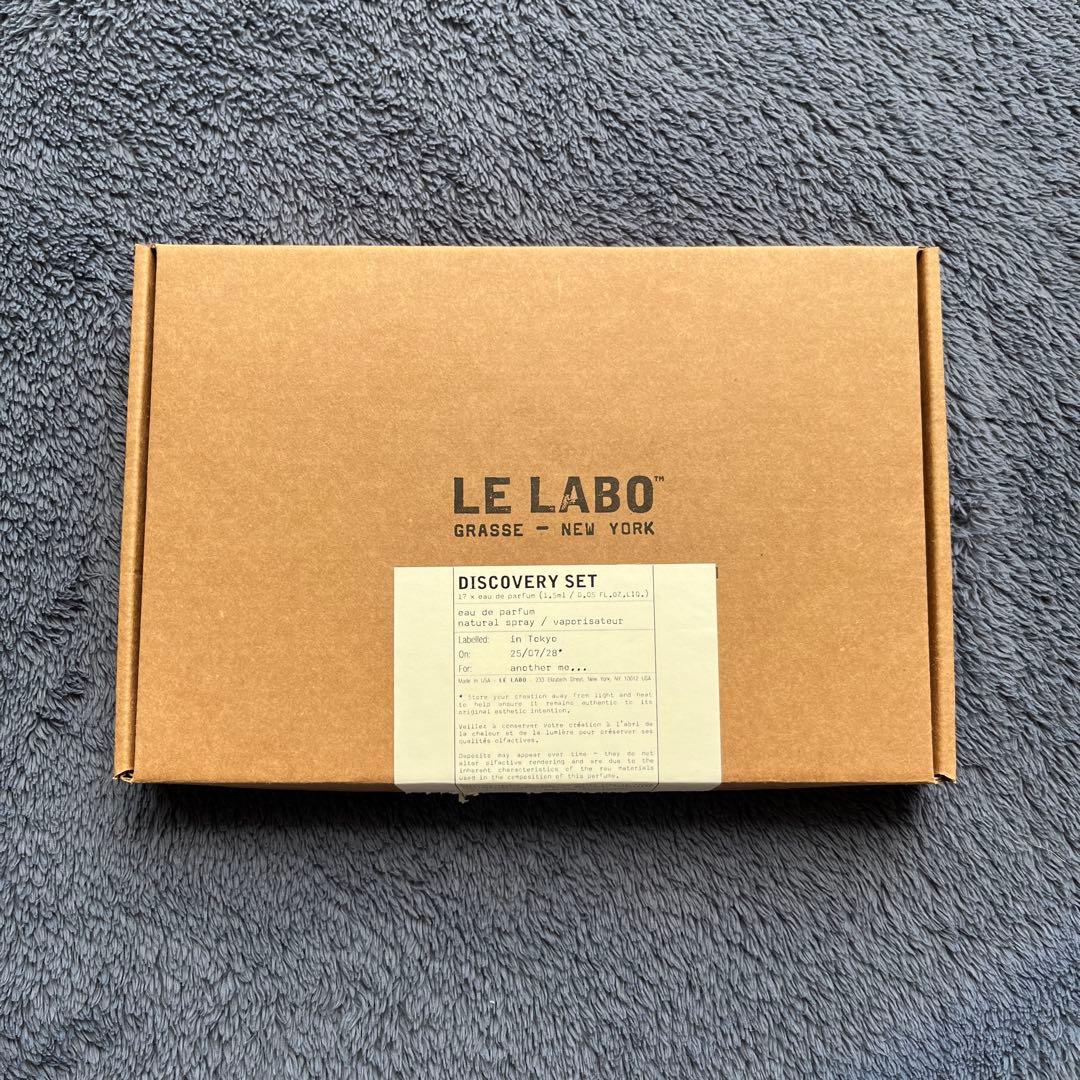 LE LABO™
GRASSE — NEW YORK
DISCOVERY SET
17 x eau de parfum (1.5ml / 0.05 FL.OZ.LIQ.)
eau de parfum
natural spray / vaporisateur
Labelled: in Tokyo
On: 25/07/28*
For: another me...
Made in USA - LE LABO - 233 Elizabeth Street, New York, NY 10012 USA
* Store your creation away from light and heat
to help ensure it remains authentic to its
original esthetic intention.
Veillez à conserver votre création à l'abri de
la chaleur et de la lumière pour préserver ses
qualités olfactives.
Deposits may appear over time - they do not
alter olfactive rendering and are due to the
inherent characteristics of the raw materials
used in the composition of this perfume.